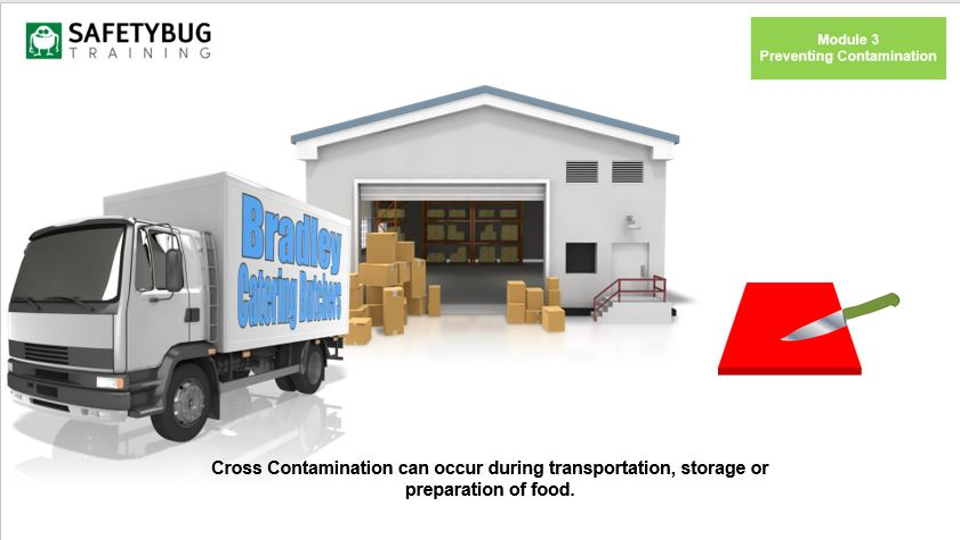 SAFETYBUG
TRAINING
Module 3
Preventing Contamination
Bradley
Catering Butchers
Cross Contamination can occur during transportation, storage or
preparation of food.